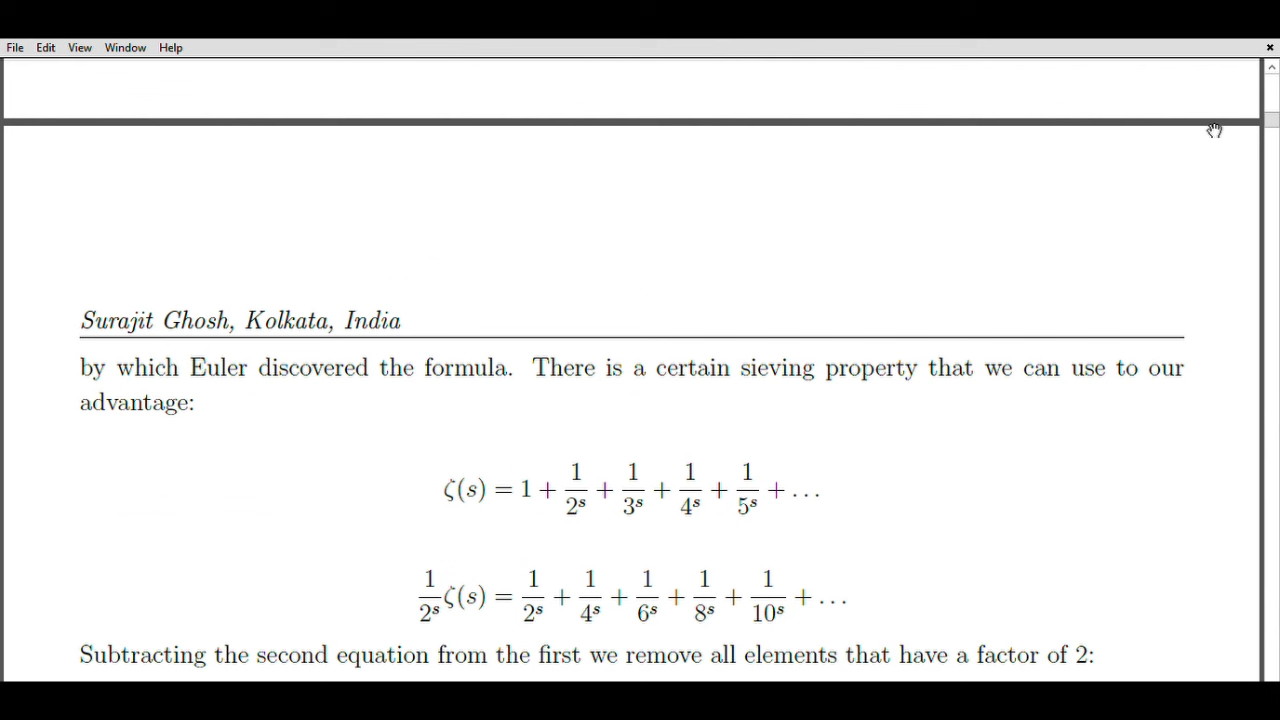 File Edit View Window Help
Surajit Ghosh, Kolkata, India
by which Euler discovered the formula. There is a certain sieving property that we can use to our
advantage:
ζ(s) = 1 + 1/2^s + 1/3^s + 1/4^s + 1/5^s + ...
1/2^s ζ(s) = 1/2^s + 1/4^s + 1/6^s + 1/8^s + 1/10^s + ...
Subtracting the second equation from the first we remove all elements that have a factor of 2: